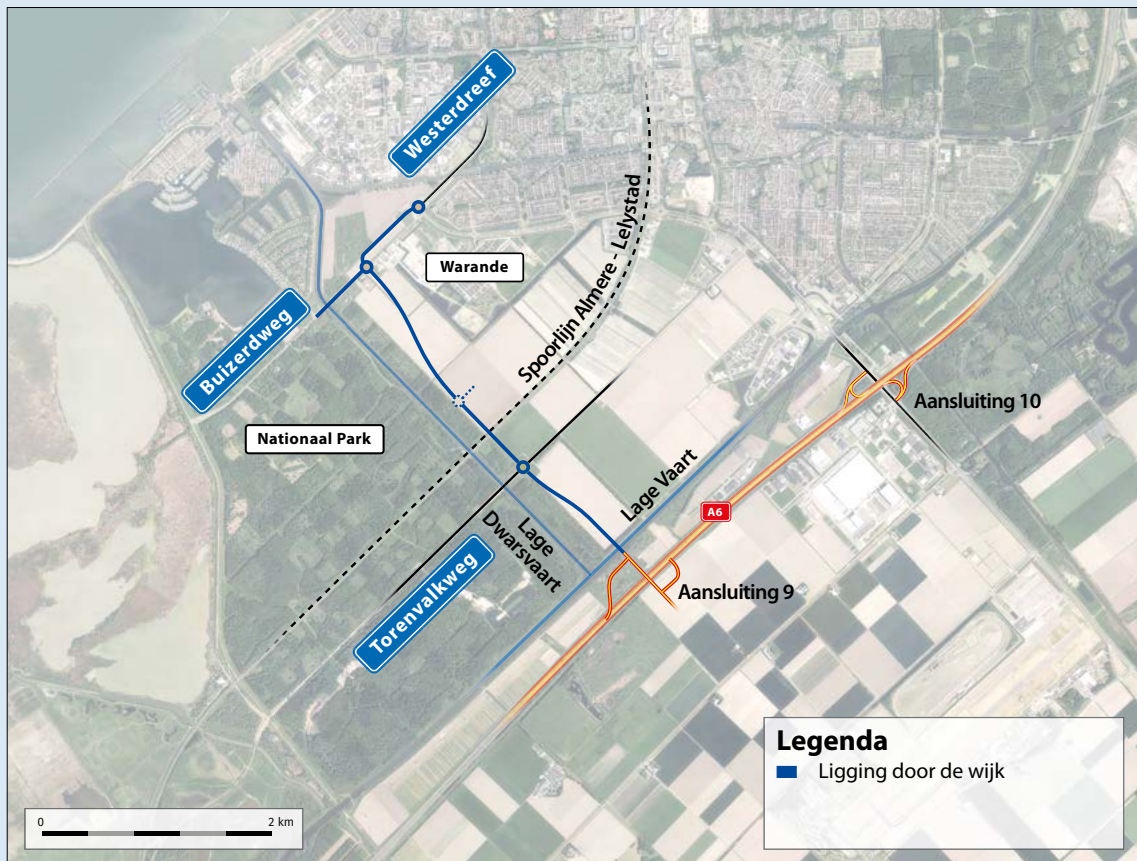 Westerdreef
Warande
Spoorlijn Almere - Lelystad
Buizerdweg
Nationaal Park
Aansluiting 10
Lage Vaart
A6
Lage
Dwarsvaart
Aansluiting 9
Torenvalkweg
Legenda
Ligging door de wijk
0
2 km